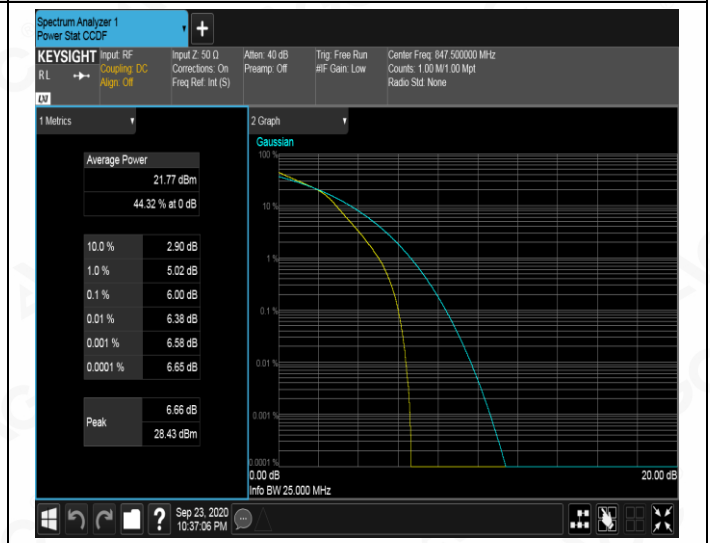 Spectrum Analyzer 1
Power Stat CCDF
+
KEYSIGHT
RL
LXI
Input: RF
Coupling: DC
Align: Off
Input Z: 50 Ω
Corrections: On
Freq Ref: Int (S)
Atten: 40 dB
Preamp: Off
Trig: Free Run
#IF Gain: Low
Center Freq: 847.500000 MHz
Counts: 1.00 M/1.00 Mpt
Radio Std: None
1 Metrics
Average Power
21.77 dBm
44.32 % at 0 dB
10.0 % 2.90 dB
1.0 % 5.02 dB
0.1 % 6.00 dB
0.01 % 6.38 dB
0.001 % 6.58 dB
0.0001 % 6.65 dB
Peak
6.66 dB
28.43 dBm
2 Graph
Gaussian
100 %
10 %
1 %
0.1 %
0.01 %
0.001 %
0.0001 %
0.00 dB 20.00 dB
Info BW 25.000 MHz
?
Sep 23, 2020
10:37:06 PM